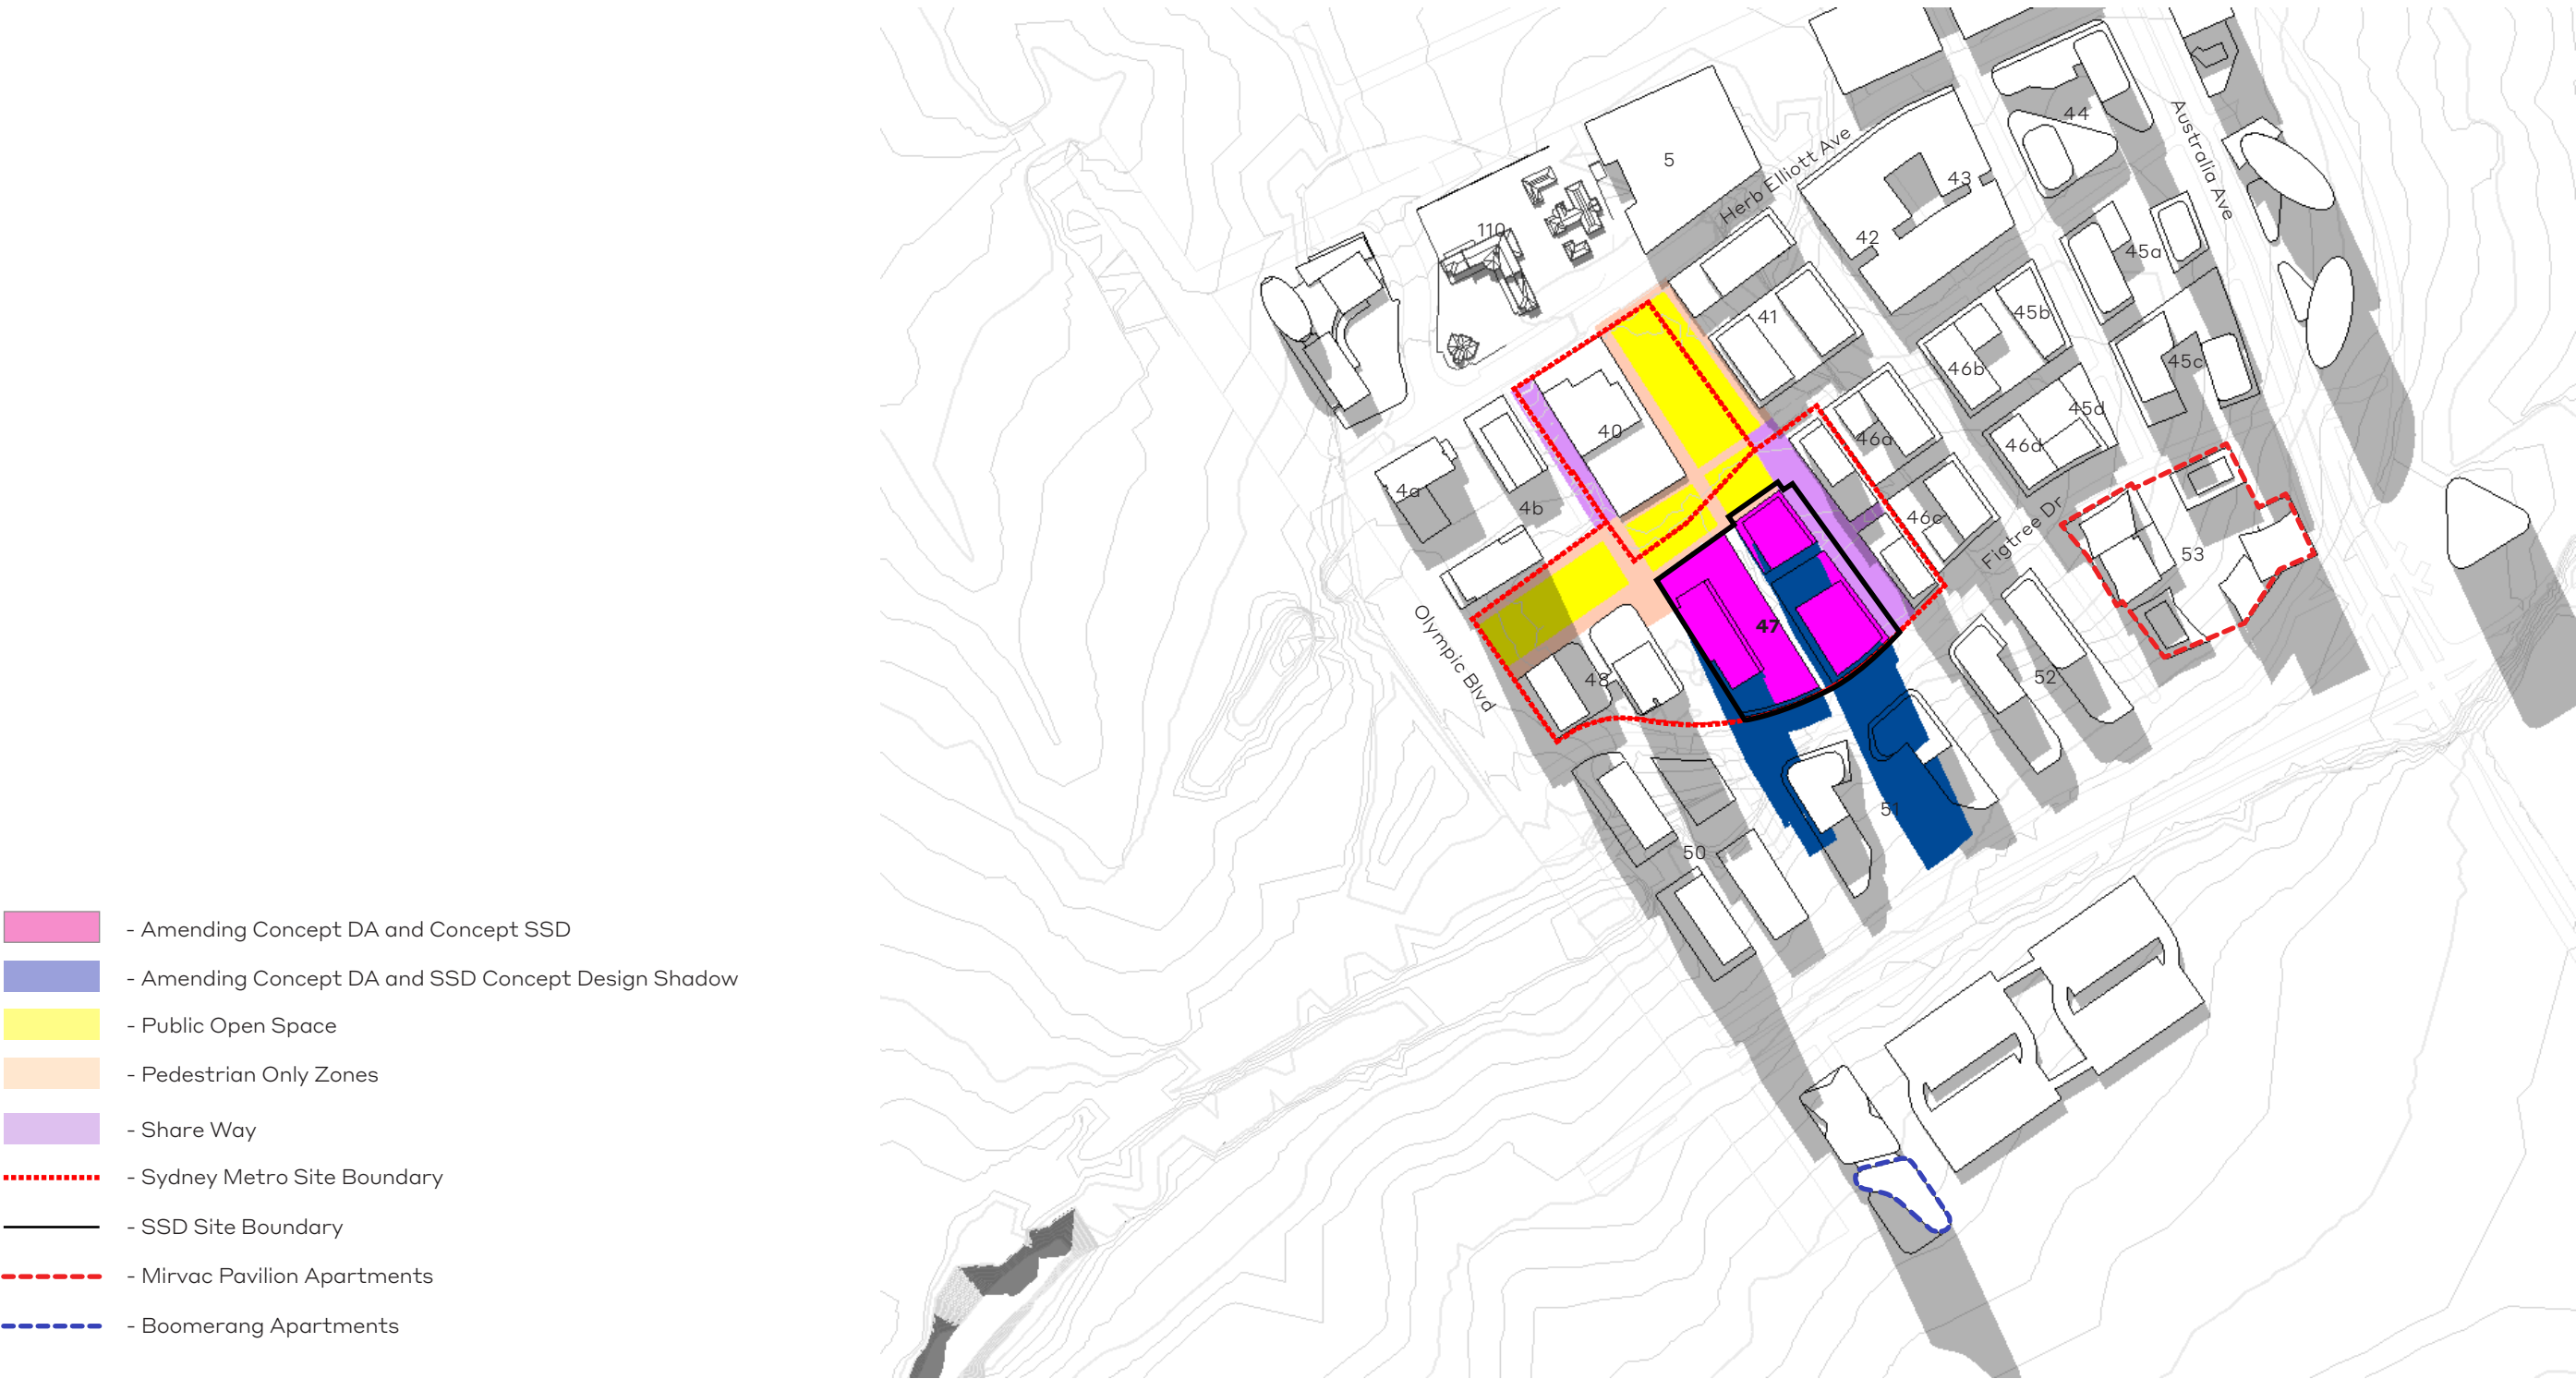 - Amending Concept DA and Concept SSD
- Amending Concept DA and SSD Concept Design Shadow
- Public Open Space
- Pedestrian Only Zones
- Share Way
- Sydney Metro Site Boundary
- SSD Site Boundary
- Mirvac Pavilion Apartments
- Boomerang Apartments
44
Australia Ave
5
Herb Elliott Ave
43
110
42
45a
41
45b
46b
45c
45d
40
46a
46d
4a
4b
46c
Figtree Dr
53
Olympic Blvd
47
48
52
51
50